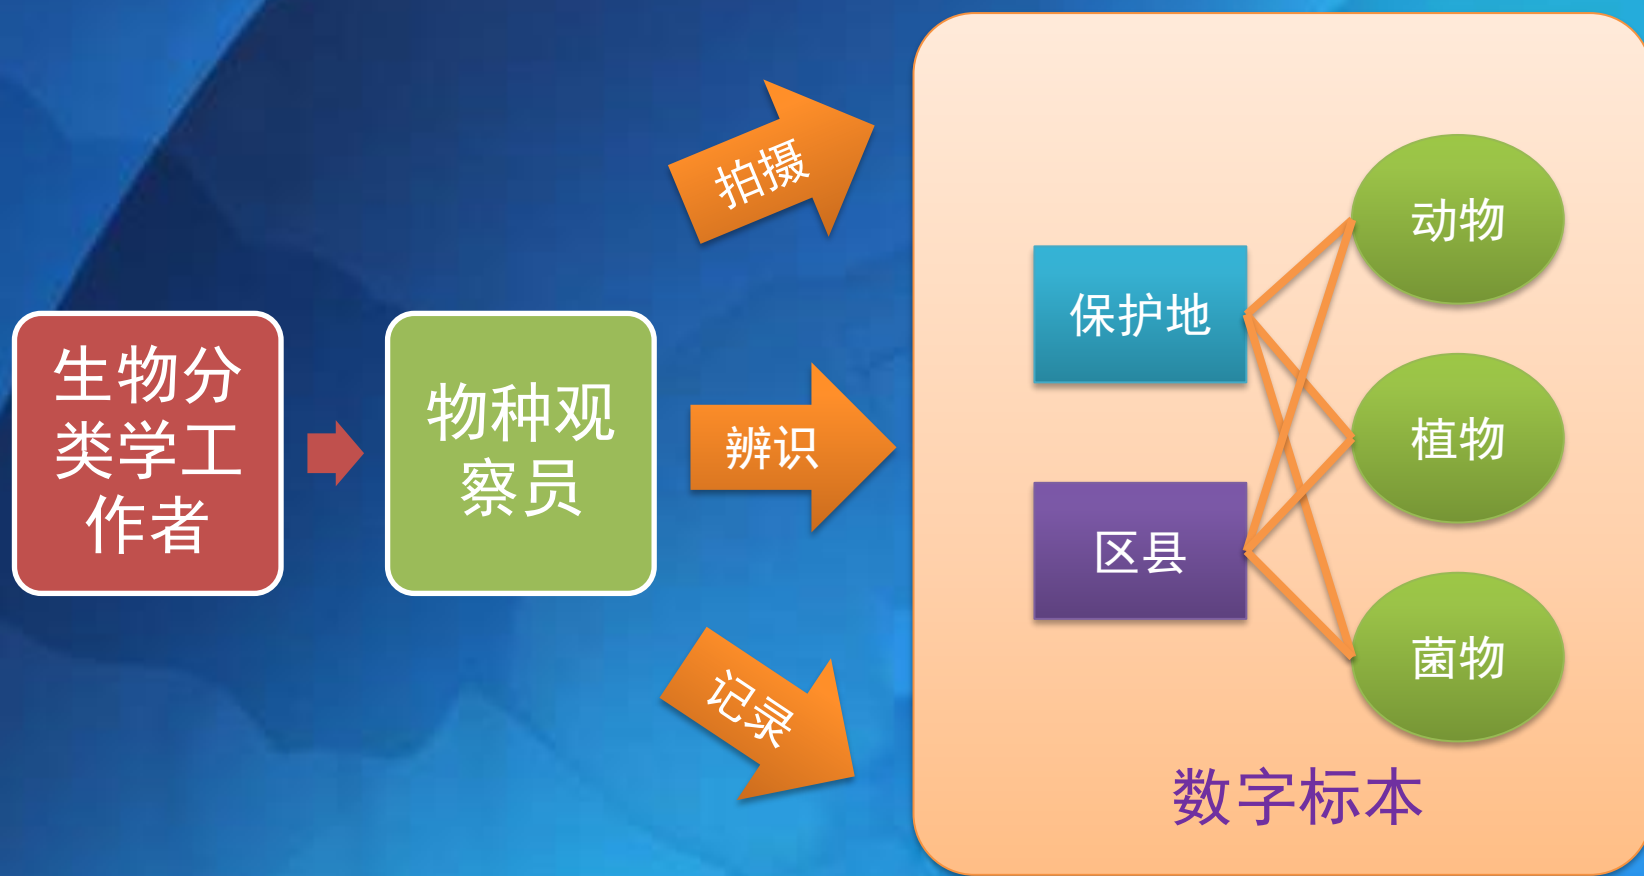 生物分
类学工
作者
物种观
察员
拍摄
辨识
记录
保护地
区县
动物
植物
菌物
数字标本